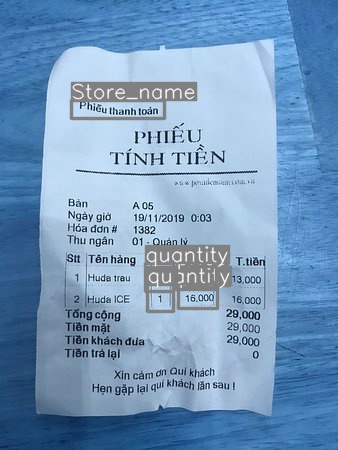 Store_name
Phiếu thanh toán
PHIẾU
TÍNH TIỀN
Bàn A 05
Ngày giờ 19/11/2019 0:03
Hóa đơn # 1382
Thu ngân 01 - Quản lý
quantity
Stt Tên hàng T.tiền
quantity
1 Huda trau 13,000
2 Huda ICE 1 16,000 16,000
Tổng cộng 29,000
Tiền mặt 29,000
Tiền khách đưa 29,000
Tiền trả lại 0
Xin cảm ơn Quí khách
Hẹn gặp lại quí khách lần sau !